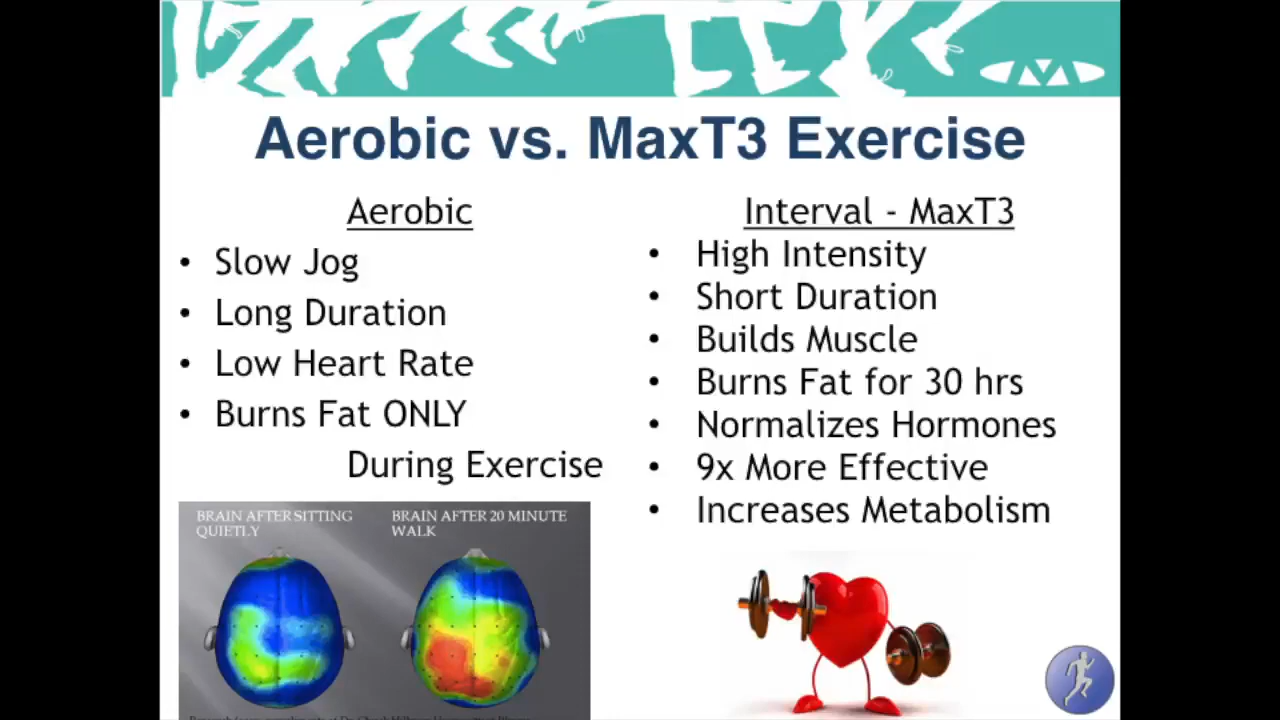 Aerobic vs. MaxT3 Exercise
Aerobic
• Slow Jog
• Long Duration
• Low Heart Rate
• Burns Fat ONLY
During Exercise
BRAIN AFTER SITTING
QUIETLY
BRAIN AFTER 20 MINUTE
WALK
Interval - MaxT3
• High Intensity
• Short Duration
• Builds Muscle
• Burns Fat for 30 hrs
• Normalizes Hormones
• 9x More Effective
• Increases Metabolism